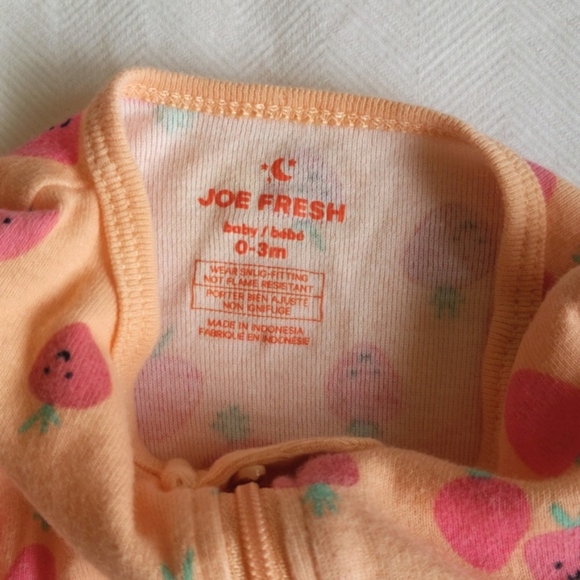 JOE FRESH
baby / bébé
0-3m
WEAR SNUG-FITTING
NOT FLAME RESISTANT
PORTER BIEN AJUSTÉ
NON IGNIFUGE
MADE IN INDONESIA
FABRIQUÉ EN INDONÉSIE